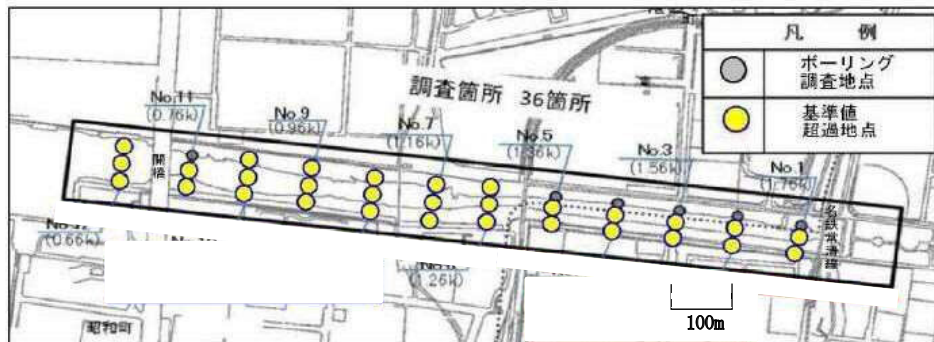 凡　例
ボーリング
調査地点
基準値
超過地点
調査箇所 36箇所
No.11
(0.76k)
No.9
(0.96k)
No.7
(1.16k)
No.5
(1.36k)
No.3
(1.56k)
No.1
(1.76k)
開橋
名鉄常滑線
(0.66k)
(1.26k)
100m
昭和町